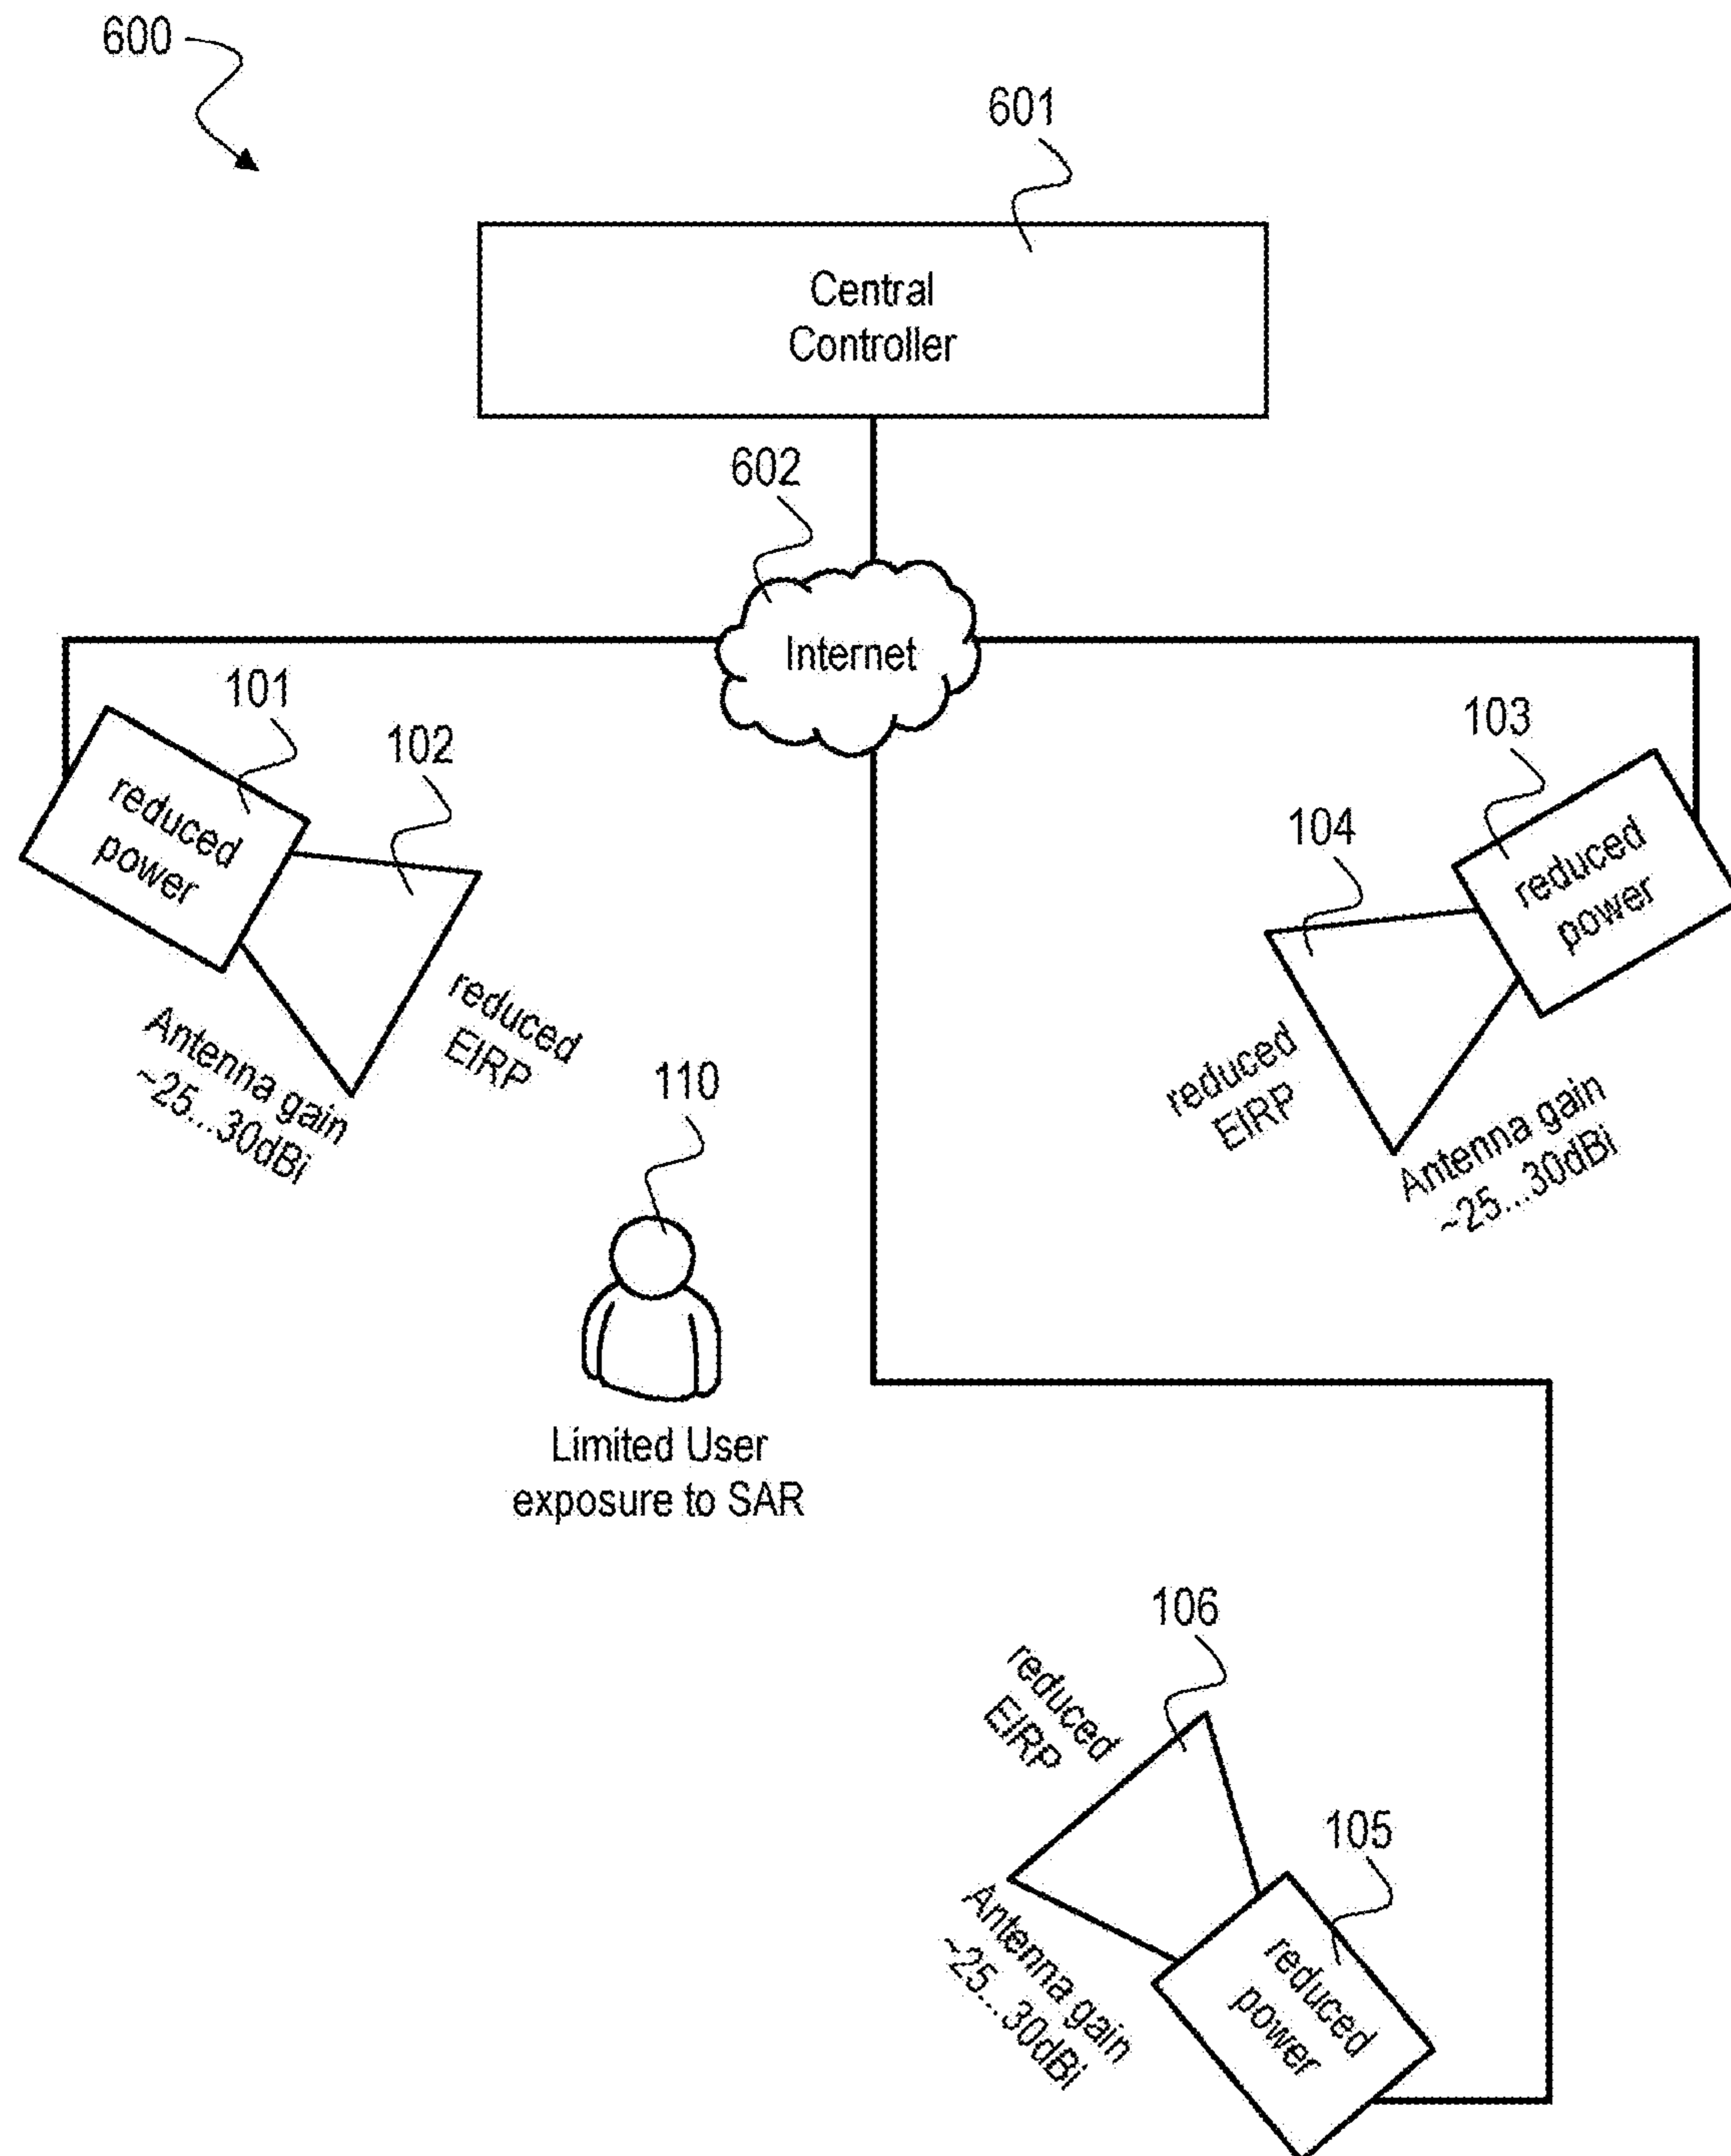 600
601
Central
Controller
602
Internet
101
102
reduced
power
reduced
EIRP
Antenna gain
~25...30dBi
103
104
reduced
power
reduced
EIRP
Antenna gain
~25...30dBi
110
Limited User
exposure to SAR
106
reduced
EIRP
105
Antenna gain
~25...30dBi
reduced
power